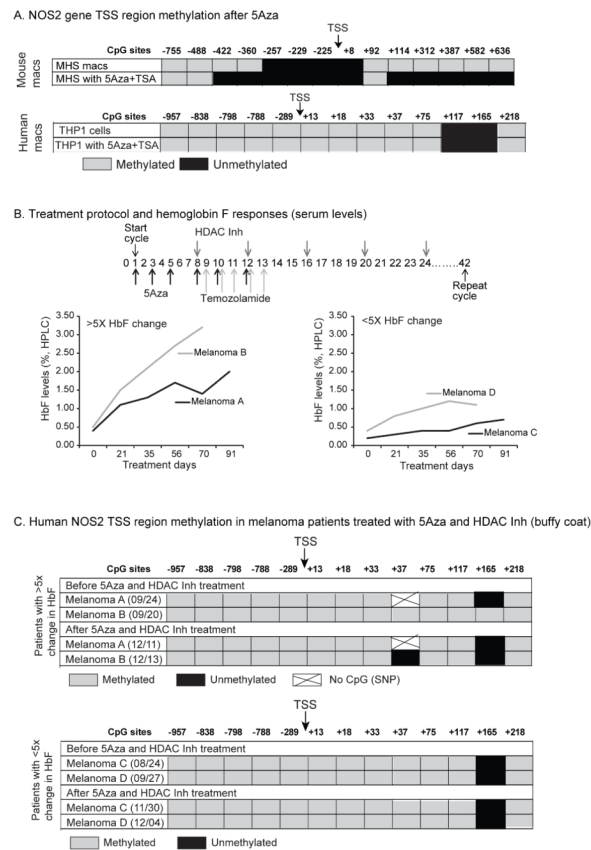 A. NOS2 gene TSS region methylation after 5Aza
TSS
CpG sites -755 -488 -422 -360 -257 -229 -225 +8 +92 +114 +312 +387 +582 +636
Mouse macs
MHS macs
MHS with 5Aza+TSA
TSS
CpG sites -957 -838 -798 -788 -289 +13 +18 +33 +37 +75 +117 +165 +218
Human macs
THP1 cells
THP1 with 5Aza+TSA
Methylated Unmethylated
B. Treatment protocol and hemoglobin F responses (serum levels)
Start cycle
HDAC Inh
0 1 2 3 4 5 6 7 8 9 10 11 12 13 14 15 16 17 18 19 20 21 22 23 24......... 42
5Aza
Temozolamide
Repeat cycle
>5X HbF change
HbF levels (%, HPLC)
3.50
3.00
2.50
2.00
1.50
1.00
0.50
0.00
Melanoma B
Melanoma A
0 21 35 56 70 91
Treatment days
<5X HbF change
HbF levels (%, HPLC)
3.50
3.00
2.50
2.00
1.50
1.00
0.50
0.00
Melanoma D
Melanoma C
0 21 35 56 70 91
Treatment days
C. Human NOS2 TSS region methylation in melanoma patients treated with 5Aza and HDAC Inh (buffy coat)
TSS
CpG sites -957 -838 -798 -788 -289 +13 +18 +33 +37 +75 +117 +165 +218
Patients with >5x change in HbF
Before 5Aza and HDAC Inh treatment
Melanoma A (09/24)
Melanoma B (09/20)
After 5Aza and HDAC Inh treatment
Melanoma A (12/11)
Melanoma B (12/13)
Methylated Unmethylated No CpG (SNP)
TSS
CpG sites -957 -838 -798 -788 -289 +13 +18 +33 +37 +75 +117 +165 +218
Patients with <5x change in HbF
Before 5Aza and HDAC Inh treatment
Melanoma C (08/24)
Melanoma D (09/27)
After 5Aza and HDAC Inh treatment
Melanoma C (11/30)
Melanoma D (12/04)
Methylated Unmethylated